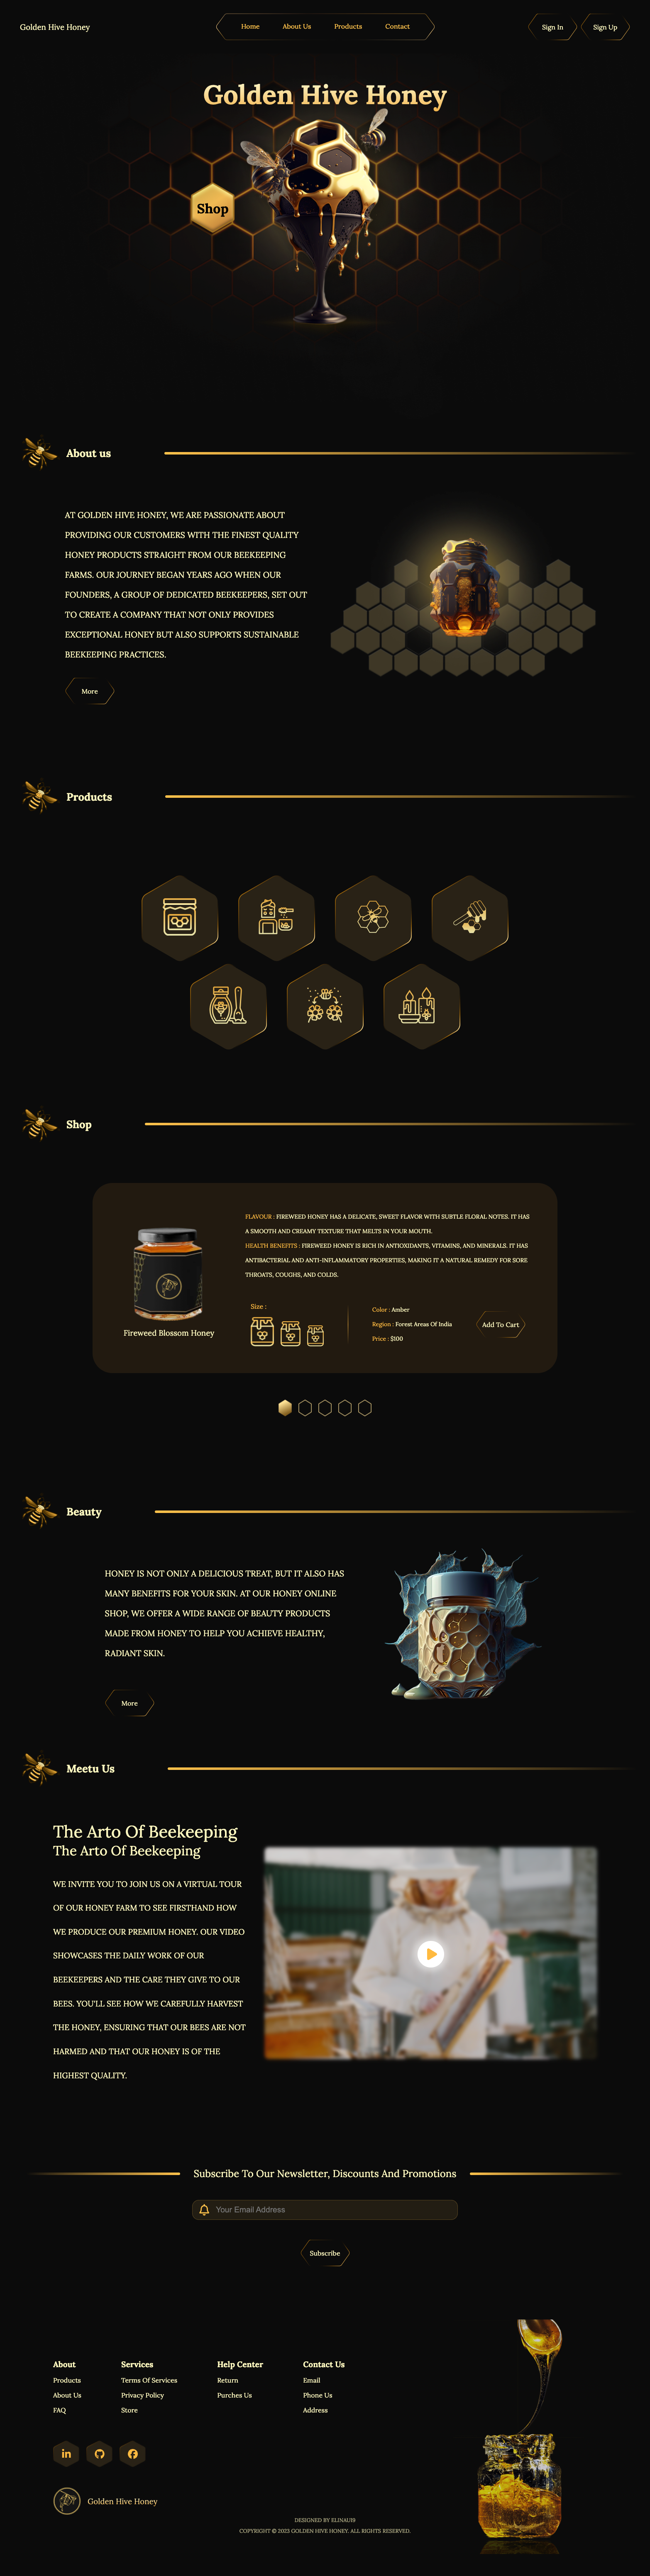 Golden Hive Honey
Home About Us Products Contact
Sign In Sign Up
Golden Hive Honey
Shop
About us
AT GOLDEN HIVE HONEY, WE ARE PASSIONATE ABOUT
PROVIDING OUR CUSTOMERS WITH THE FINEST QUALITY
HONEY PRODUCTS STRAIGHT FROM OUR BEEKEEPING
FARMS. OUR JOURNEY BEGAN YEARS AGO WHEN OUR
FOUNDERS, A GROUP OF DEDICATED BEEKEEPERS, SET OUT
TO CREATE A COMPANY THAT NOT ONLY PROVIDES
EXCEPTIONAL HONEY BUT ALSO SUPPORTS SUSTAINABLE
BEEKEEPING PRACTICES.
More
Products
Shop
FLAVOUR : FIREWEED HONEY HAS A DELICATE, SWEET FLAVOR WITH SUBTLE FLORAL NOTES. IT HAS
A SMOOTH AND CREAMY TEXTURE THAT MELTS IN YOUR MOUTH.
HEALTH BENEFITS : FIREWEED HONEY IS RICH IN ANTIOXIDANTS, VITAMINS, AND MINERALS. IT HAS
ANTIBACTERIAL AND ANTI-INFLAMMATORY PROPERTIES, MAKING IT A NATURAL REMEDY FOR SORE
THROATS, COUGHS, AND COLDS.
Fireweed Blossom Honey
Size :
Color : Amber
Region : Forest Areas Of India
Price : $100
Add To Cart
Beauty
HONEY IS NOT ONLY A DELICIOUS TREAT, BUT IT ALSO HAS
MANY BENEFITS FOR YOUR SKIN. AT OUR HONEY ONLINE
SHOP, WE OFFER A WIDE RANGE OF BEAUTY PRODUCTS
MADE FROM HONEY TO HELP YOU ACHIEVE HEALTHY,
RADIANT SKIN.
More
Meetu Us
The Arto Of Beekeeping
The Arto Of Beekeeping
WE INVITE YOU TO JOIN US ON A VIRTUAL TOUR
OF OUR HONEY FARM TO SEE FIRSTHAND HOW
WE PRODUCE OUR PREMIUM HONEY. OUR VIDEO
SHOWCASES THE DAILY WORK OF OUR
BEEKEEPERS AND THE CARE THEY GIVE TO OUR
BEES. YOU'LL SEE HOW WE CAREFULLY HARVEST
THE HONEY, ENSURING THAT OUR BEES ARE NOT
HARMED AND THAT OUR HONEY IS OF THE
HIGHEST QUALITY.
Subscribe To Our Newsletter, Discounts And Promotions
Your Email Address
Subscribe
About
Products
About Us
FAQ
Services
Terms Of Services
Privacy Policy
Store
Help Center
Return
Purches Us
Contact Us
Email
Phone Us
Address
in
Golden Hive Honey
DESIGNED BY ELINAU19
COPYRIGHT © 2023 GOLDEN HIVE HONEY. ALL RIGHTS RESERVED.